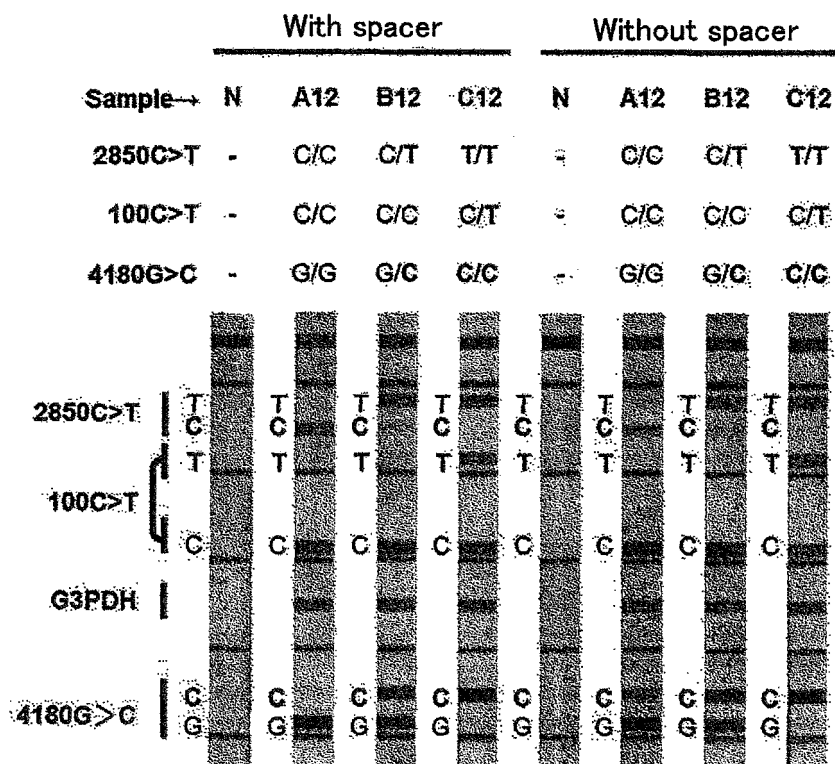 With spacer Without spacer
Sample→ N A12 B12 C12 N A12 B12 C12
2850C>T - C/C C/T T/T - C/C C/T T/T
100C>T - C/C C/C C/T - C/C C/C C/T
4180G>C - G/G G/C C/C - G/G G/C C/C
2850C>T T T T T T T T T
C C C C C C C C
T T T T T T T T
100C>T
C C C C C C C C
G3PDH
4180G>C C C C C C C C C
G G G G G G G G